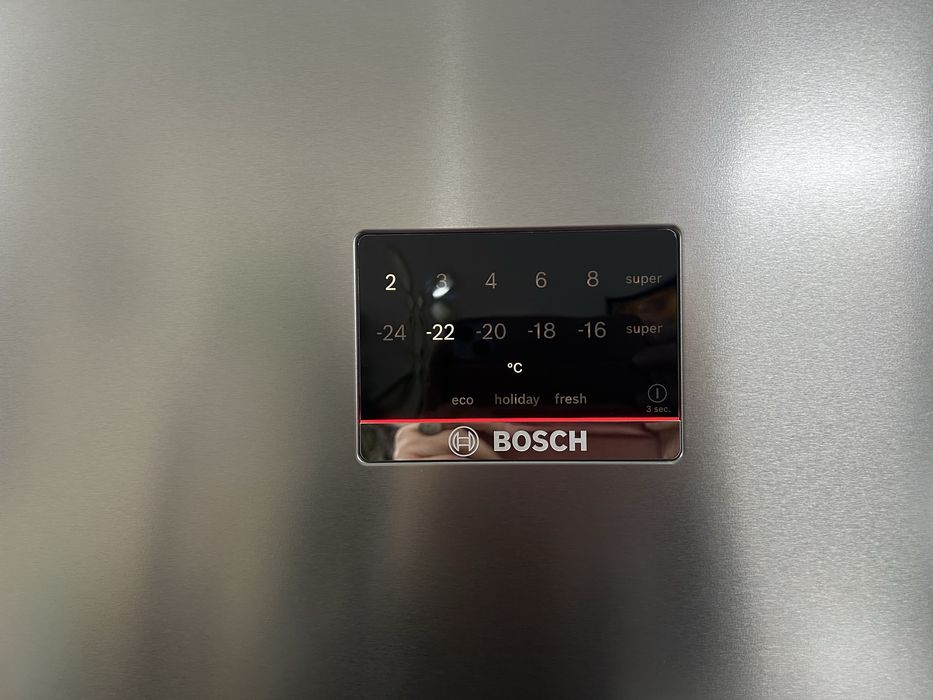 2 3 4 6 8 super
-24 -22 -20 -18 -16 super
°C
eco holiday fresh
3 sec.
BOSCH